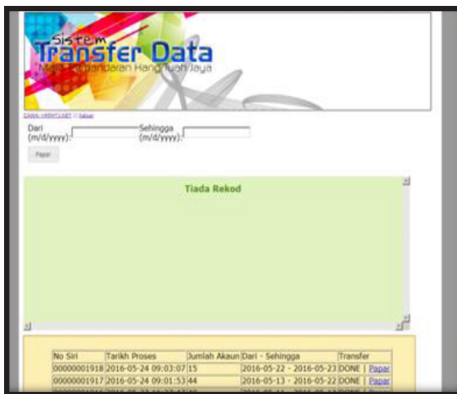 Sistem
Transfer Data
Majlis Perbandaran Hang Tuah Jaya
Dari (m/d/yyyy): Sehingga (m/d/yyyy):
Papar
Tiada Rekod
No Siri Tarikh Proses Jumlah Akaun Dari - Sehingga Transfer
00000001918 2016-05-24 09:03:07 15 2016-05-22 - 2016-05-23 DONE | Papar
00000001917 2016-05-24 09:01:53 44 2016-05-13 - 2016-05-22 DONE | Papar